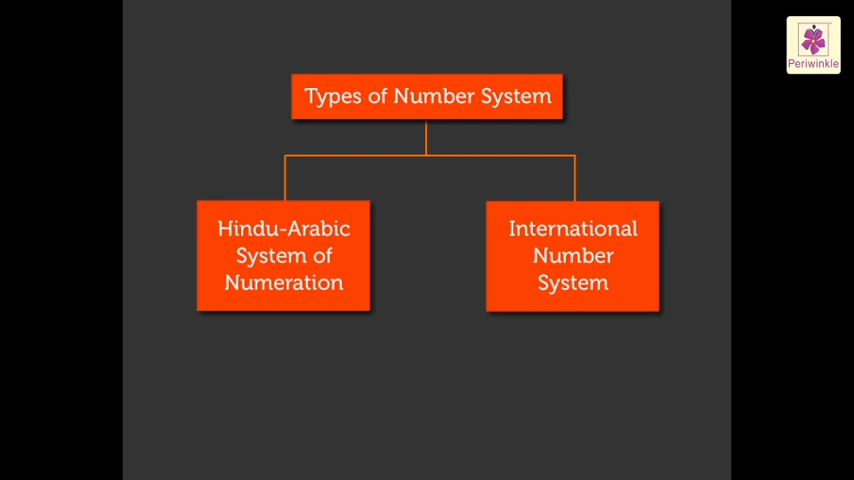 Periwinkle
Types of Number System
Hindu-Arabic
System of
Numeration
International
Number
System